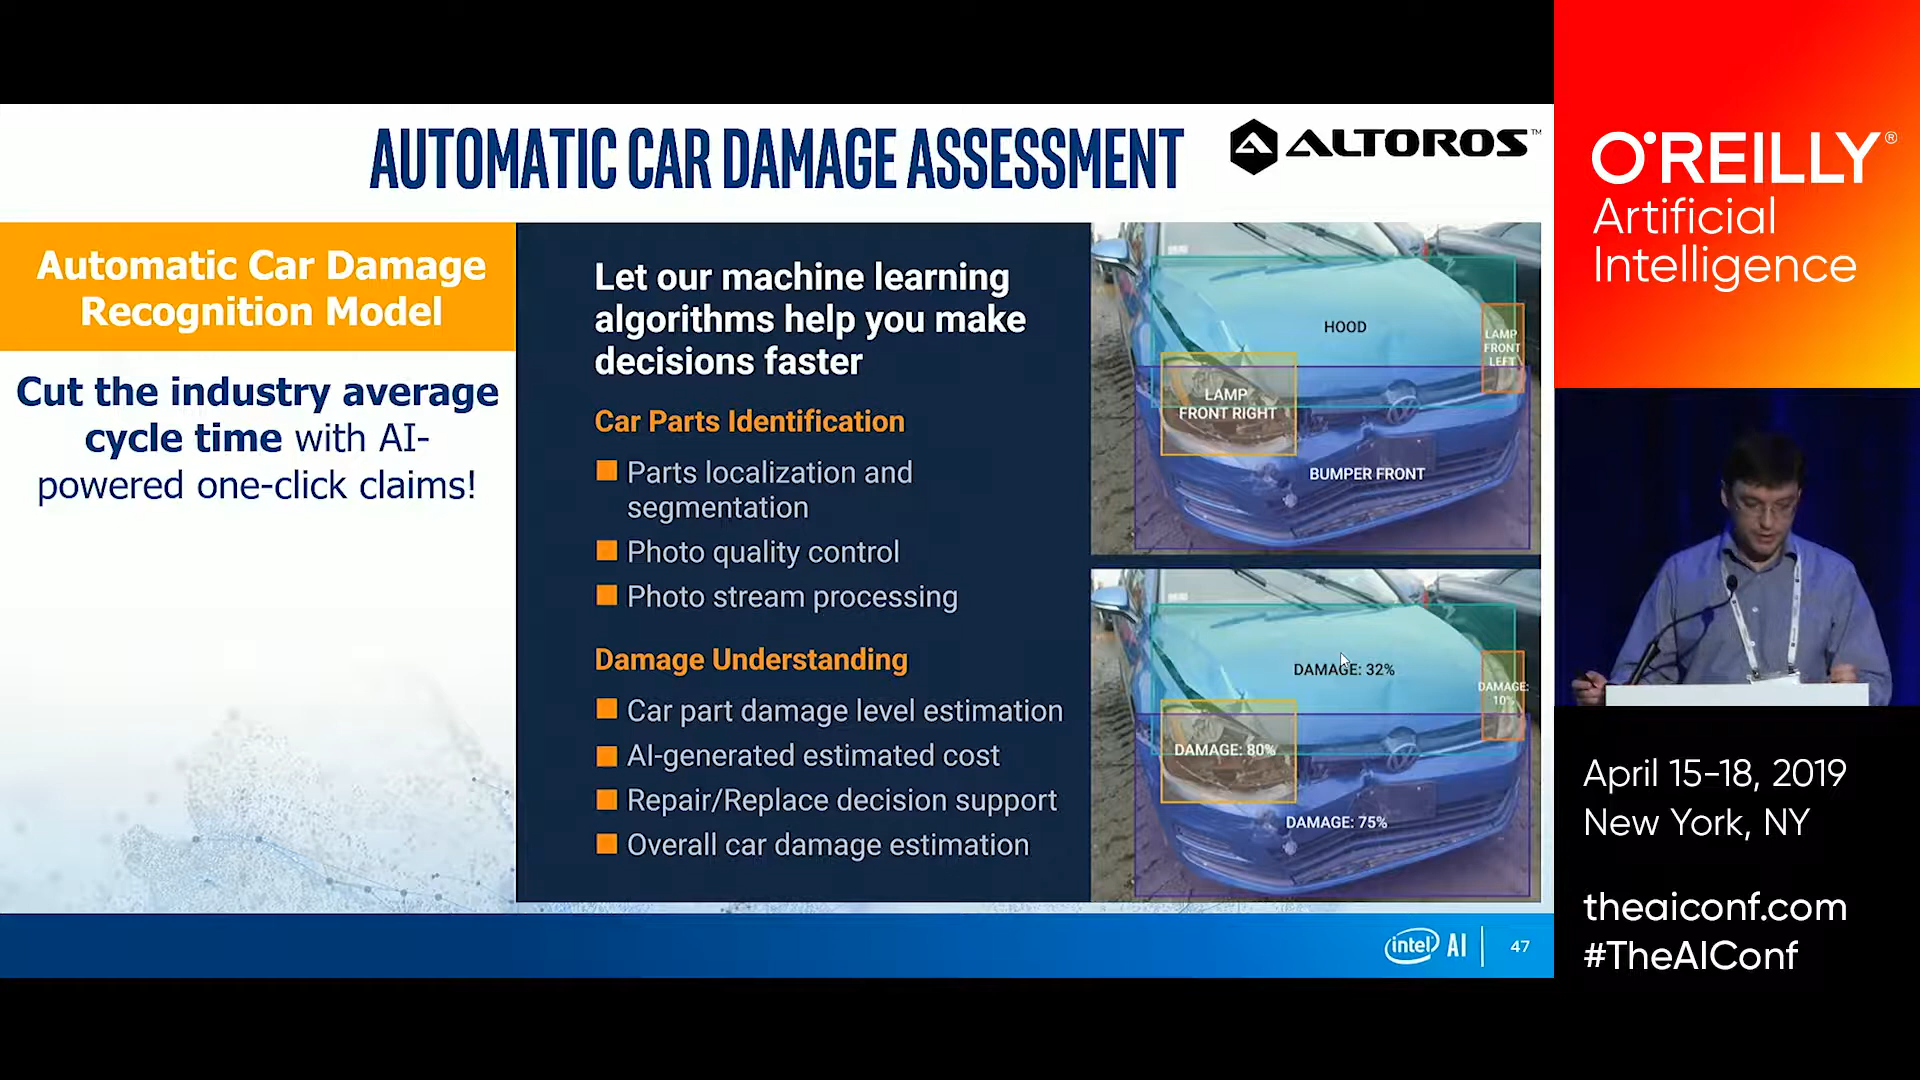 AUTOMATIC CAR DAMAGE ASSESSMENT
ALTOROS™
Automatic Car Damage
Recognition Model
Cut the industry average
cycle time with AI-
powered one-click claims!
Let our machine learning
algorithms help you make
decisions faster
Car Parts Identification
Parts localization and
segmentation
Photo quality control
Photo stream processing
Damage Understanding
Car part damage level estimation
AI-generated estimated cost
Repair/Replace decision support
Overall car damage estimation
HOOD
LAMP
FRONT
LEFT
LAMP
FRONT RIGHT
BUMPER FRONT
DAMAGE: 32%
DAMAGE:
10%
DAMAGE: 80%
DAMAGE: 75%
intel AI
47
O'REILLY®
Artificial
Intelligence
April 15-18, 2019
New York, NY
theaiconf.com
#TheAIConf